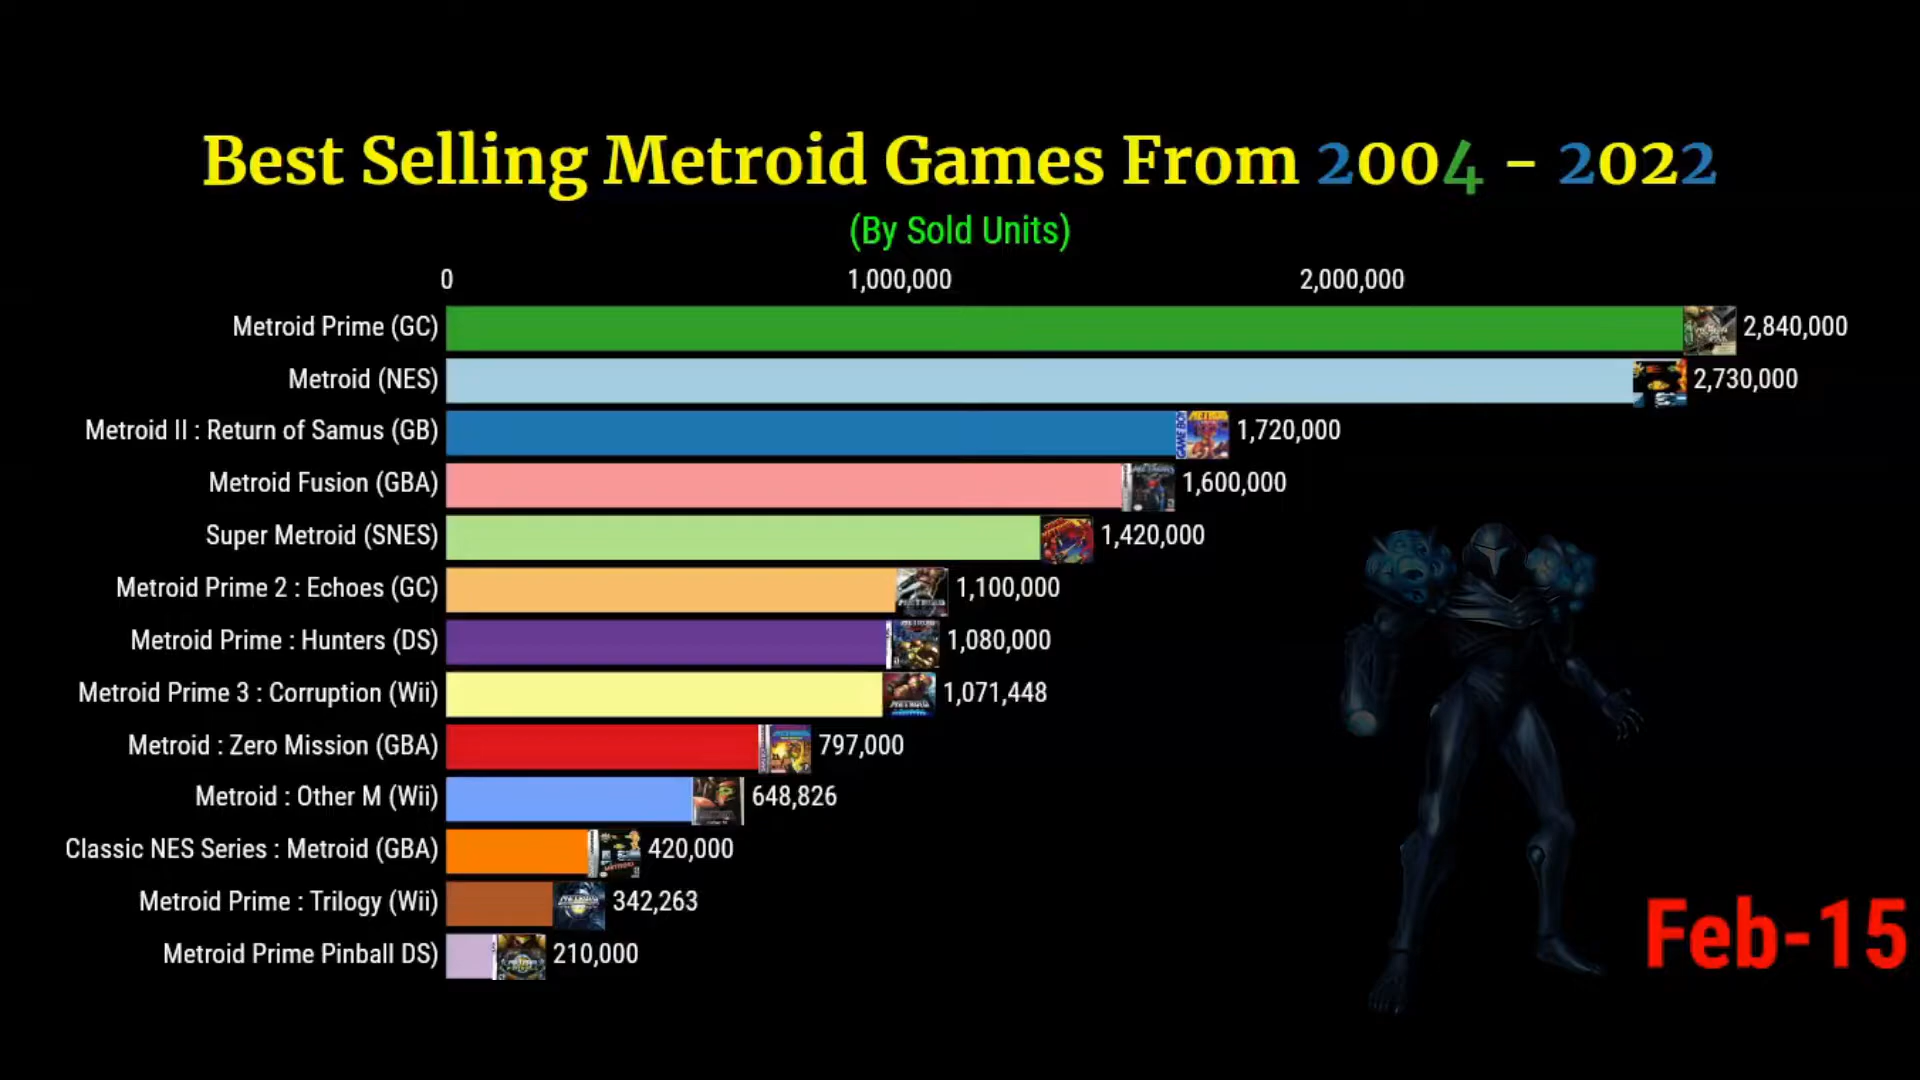 Best Selling Metroid Games From 2004 - 2022
(By Sold Units)
0 1,000,000 2,000,000
Metroid Prime (GC) 2,840,000
Metroid (NES) 2,730,000
Metroid II : Return of Samus (GB) GAME BOY 1,720,000
Metroid Fusion (GBA) 1,600,000
Super Metroid (SNES) 1,420,000
Metroid Prime 2 : Echoes (GC) 1,100,000
Metroid Prime : Hunters (DS) 1,080,000
Metroid Prime 3 : Corruption (Wii) 1,071,448
Metroid : Zero Mission (GBA) 797,000
Metroid : Other M (Wii) 648,826
Classic NES Series : Metroid (GBA) 420,000
Metroid Prime : Trilogy (Wii) 342,263
Metroid Prime Pinball DS) 210,000
Feb-15